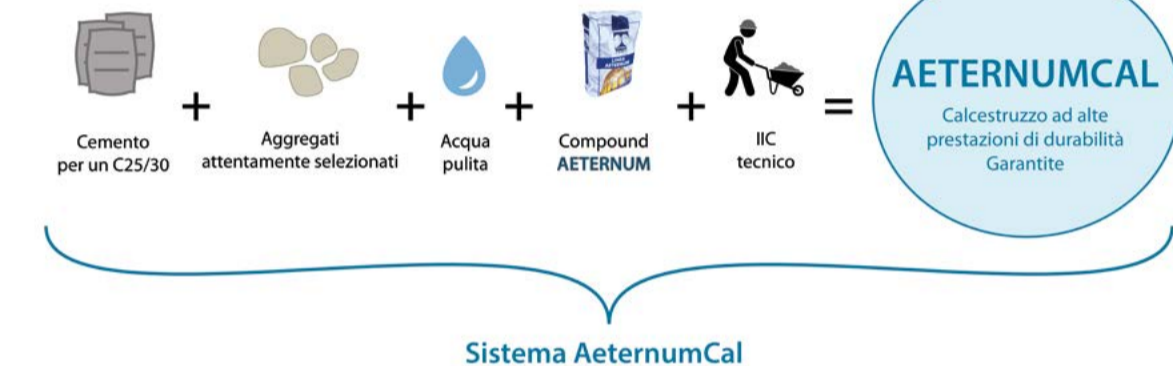 Cemento
per un C25/30
+
Aggregati
attentamente selezionati
+
Acqua
pulita
+
Compound
AETERNUM
+
IIC
tecnico
=
AETERNUMCAL
Calcestruzzo ad alte
prestazioni di durabilità
Garantite
Sistema AeternumCal